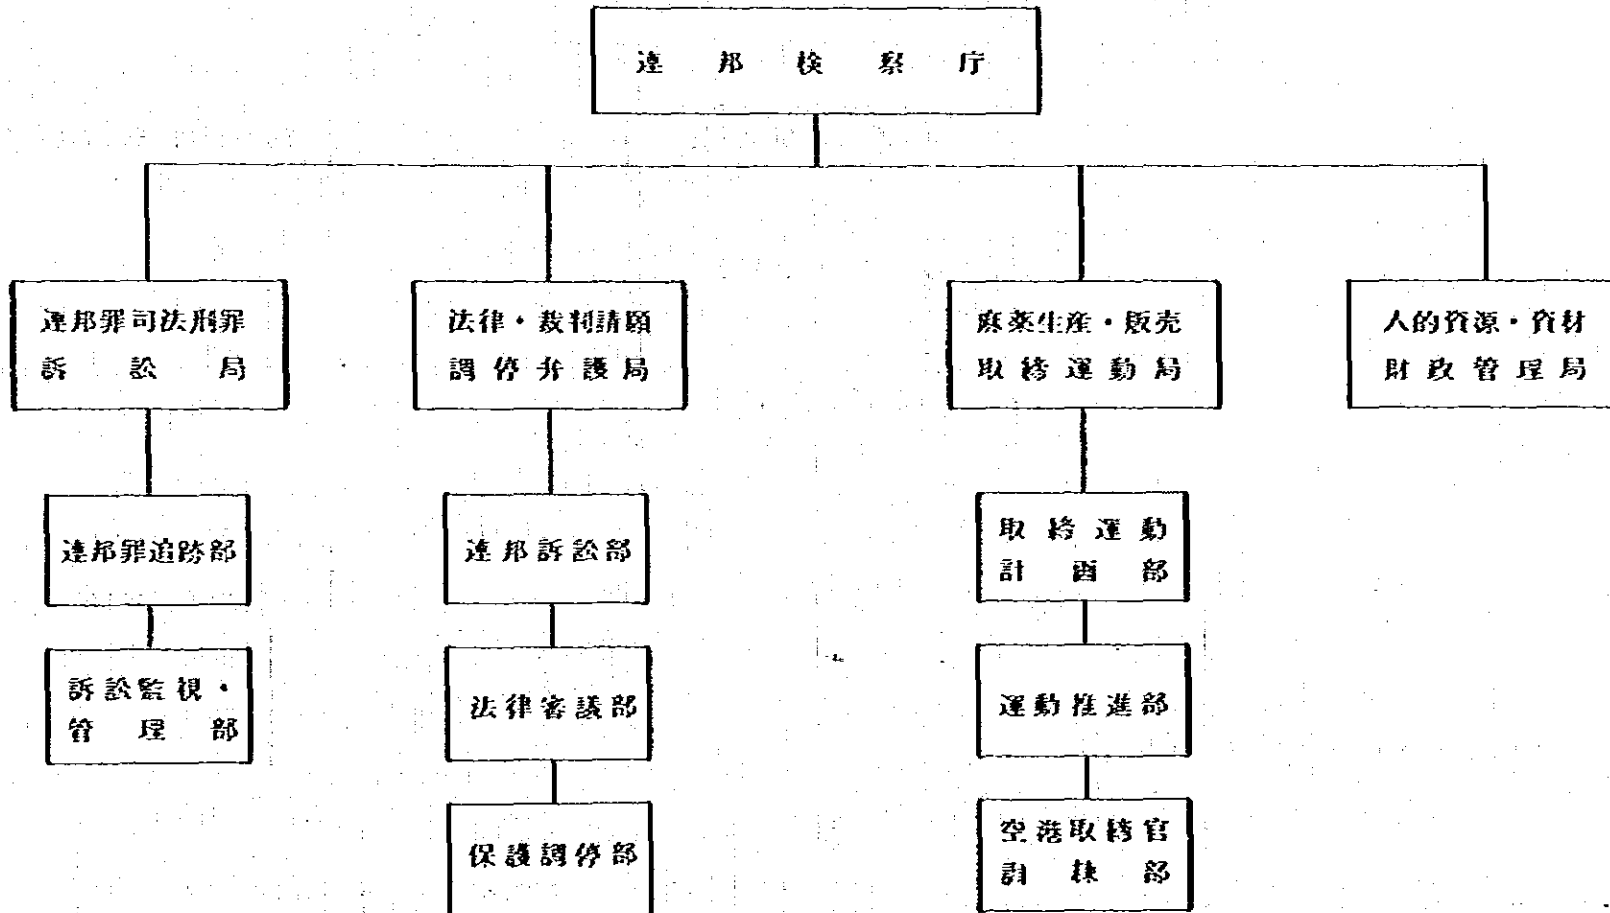 連邦検察庁
連邦罪司法刑罪
訴訟局
法律・裁判請願
調停弁護局
麻薬生産・販売
取締運動局
人的資源・資材
財政管理局
連邦罪追跡部
連邦訴訟部
取締運動
計画部
訴訟監視・
管理部
法律審議部
運動推進部
保護調停部
空港取締官
訓練部